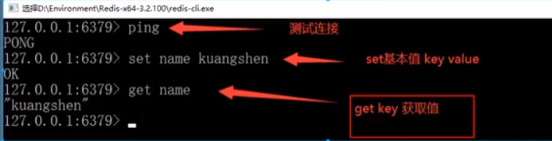 选择D:\Environment\Redis-x64-3.2.100\redis-cli.exe
127.0.0.1:6379> ping 测试连接
PONG
127.0.0.1:6379> set name kuangshen set基本值 key value
OK
127.0.0.1:6379> get name
"kuangshen" get key 获取值
127.0.0.1:6379>